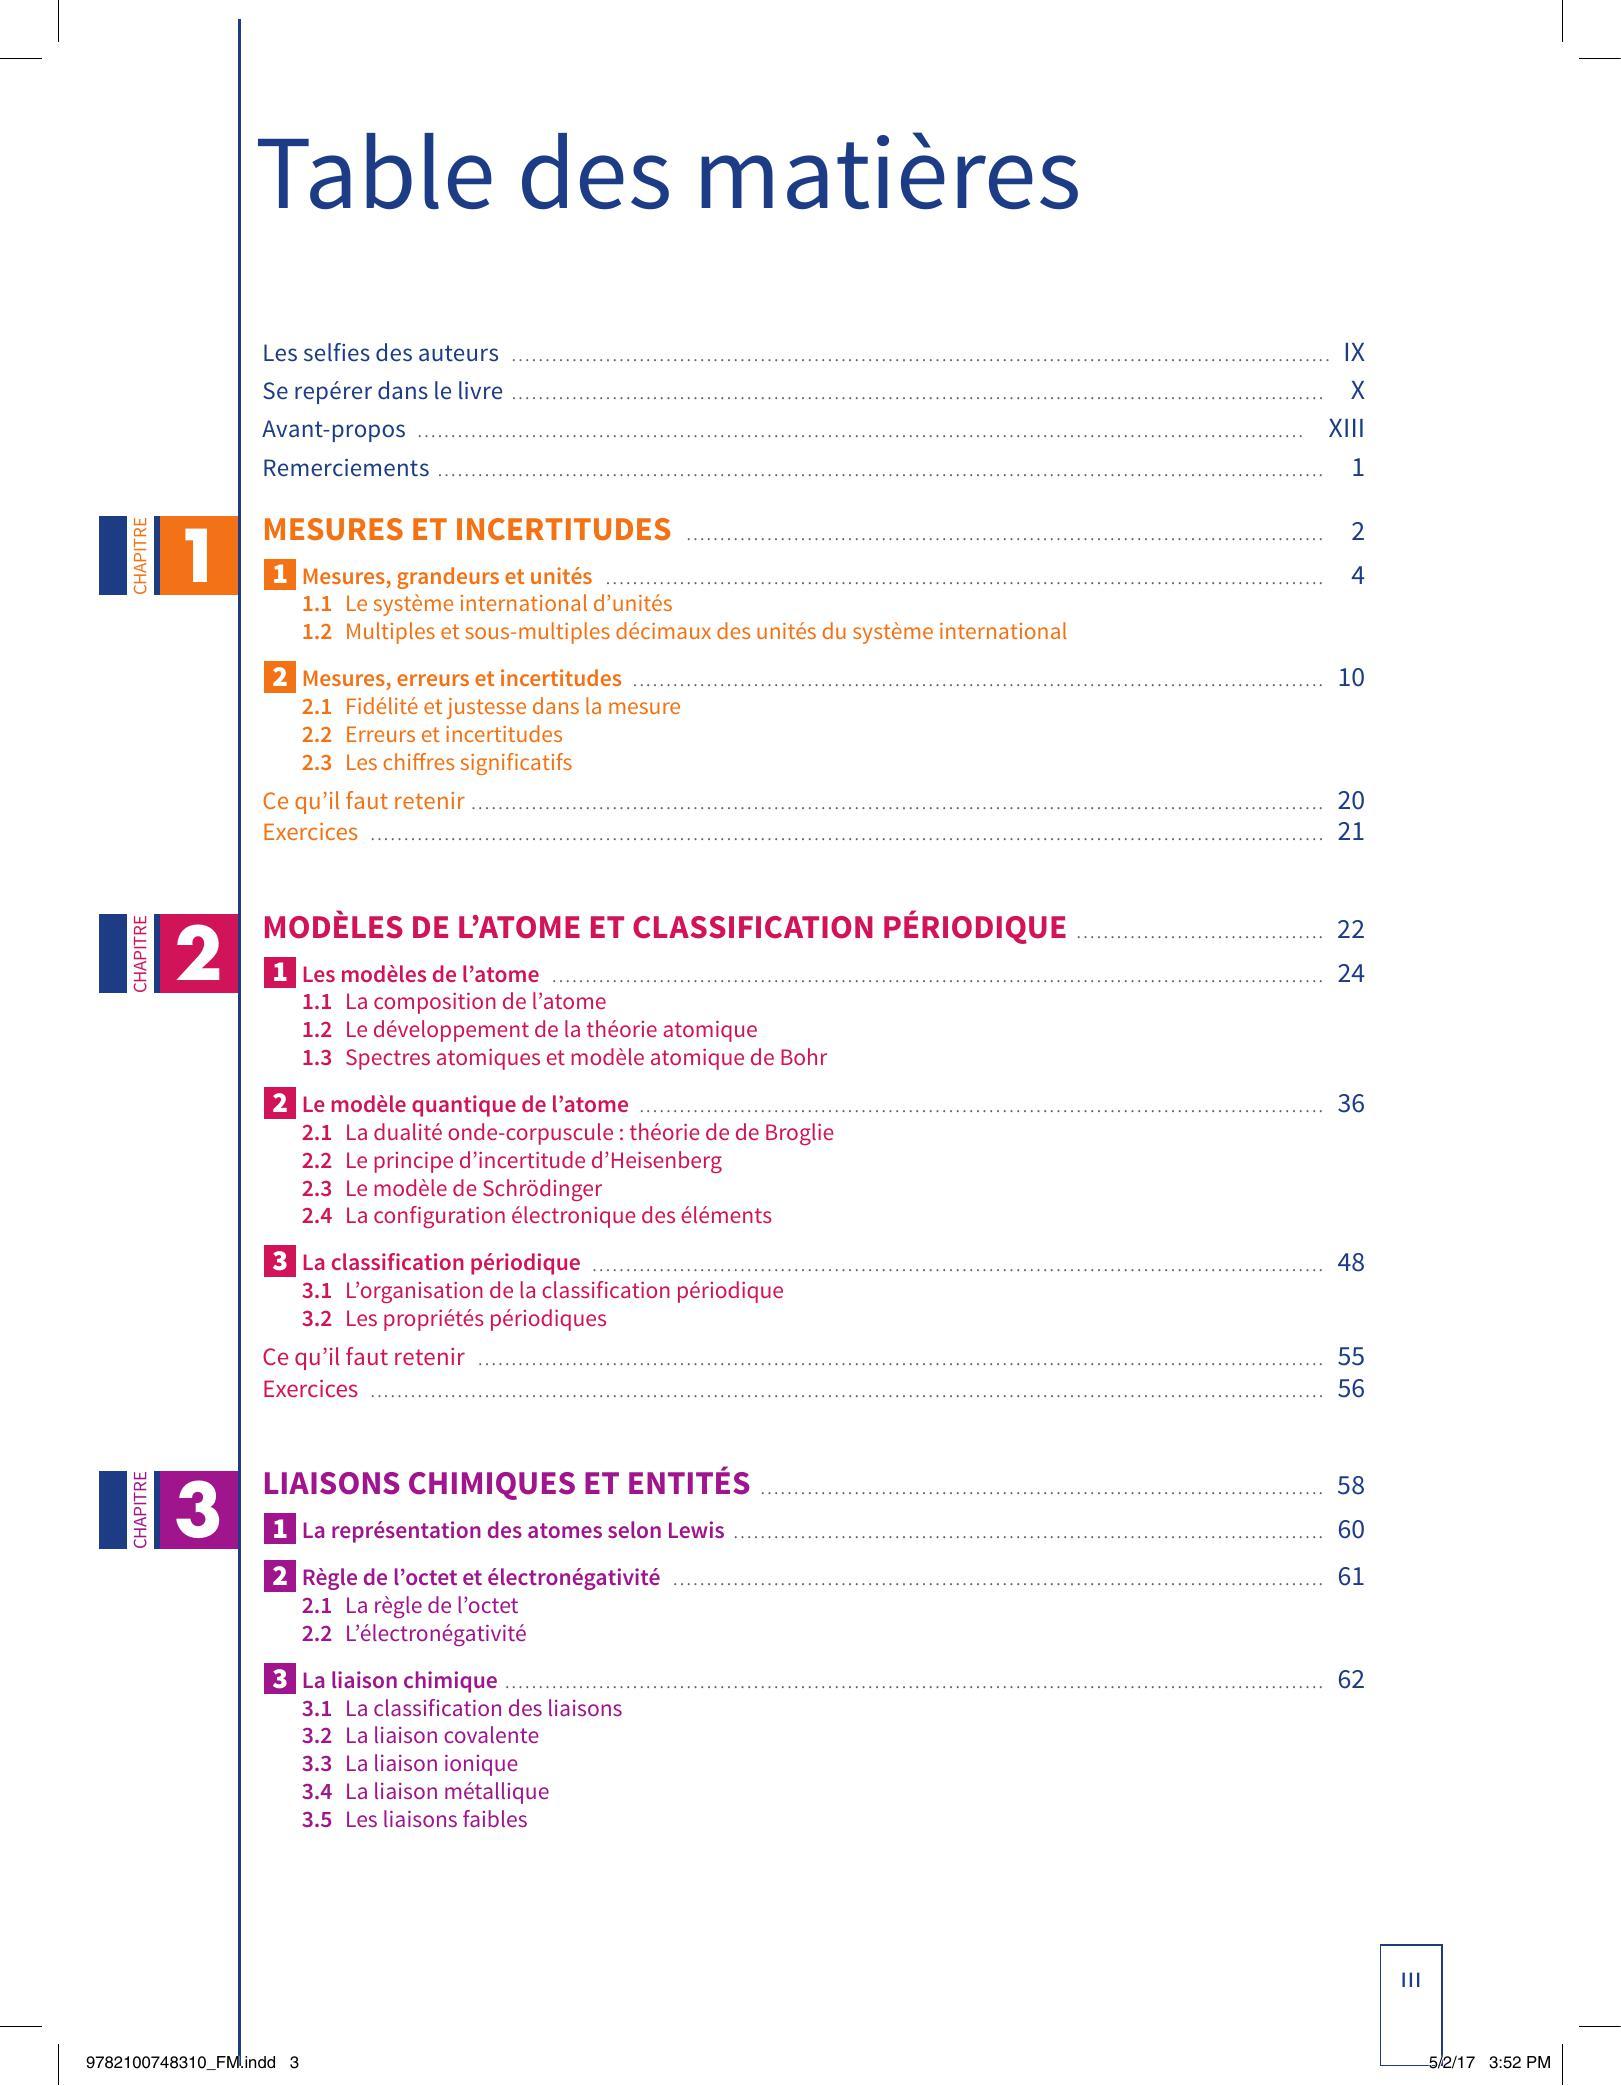 Table des matières
Les selfies des auteurs ........ IX
Se repérer dans le livre ........ X
Avant-propos ........ XIII
Remerciements ........ 1
CHAPITRE 1 MESURES ET INCERTITUDES ........ 2
1 Mesures, grandeurs et unités ........ 4
1.1 Le système international d’unités
1.2 Multiples et sous-multiples décimaux des unités du système international
2 Mesures, erreurs et incertitudes ........ 10
2.1 Fidélité et justesse dans la mesure
2.2 Erreurs et incertitudes
2.3 Les chiffres significatifs
Ce qu’il faut retenir ........ 20
Exercices ........ 21
CHAPITRE 2 MODÈLES DE L’ATOME ET CLASSIFICATION PÉRIODIQUE ........ 22
1 Les modèles de l’atome ........ 24
1.1 La composition de l’atome
1.2 Le développement de la théorie atomique
1.3 Spectres atomiques et modèle atomique de Bohr
2 Le modèle quantique de l’atome ........ 36
2.1 La dualité onde-corpuscule : théorie de de Broglie
2.2 Le principe d’incertitude d’Heisenberg
2.3 Le modèle de Schrödinger
2.4 La configuration électronique des éléments
3 La classification périodique ........ 48
3.1 L’organisation de la classification périodique
3.2 Les propriétés périodiques
Ce qu’il faut retenir ........ 55
Exercices ........ 56
CHAPITRE 3 LIAISONS CHIMIQUES ET ENTITÉS ........ 58
1 La représentation des atomes selon Lewis ........ 60
2 Règle de l’octet et électronégativité ........ 61
2.1 La règle de l’octet
2.2 L’électronégativité
3 La liaison chimique ........ 62
3.1 La classification des liaisons
3.2 La liaison covalente
3.3 La liaison ionique
3.4 La liaison métallique
3.5 Les liaisons faibles
III
9782100748310_FM.indd 3 5/2/17 3:52 PM